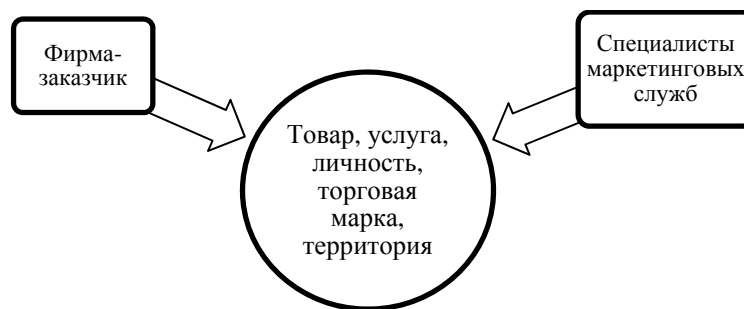 Фирма-
заказчик
Специалисты
маркетинговых
служб
Товар, услуга,
личность,
торговая
марка,
территория